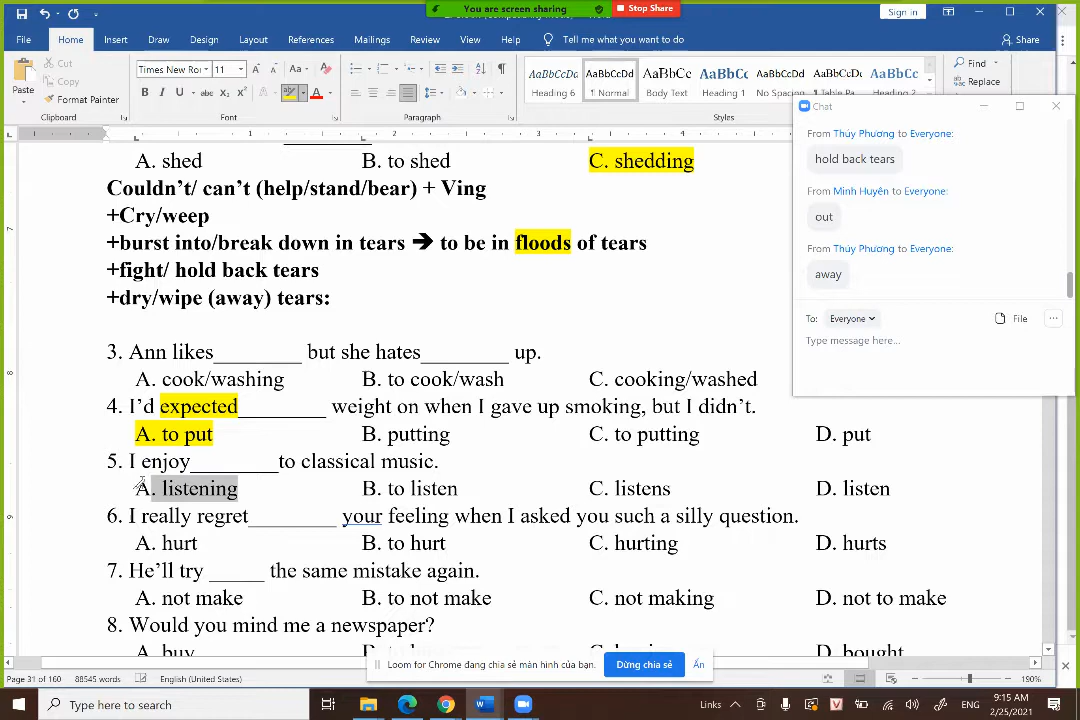 You are screen sharing
Stop Share
Sign in
File Home Insert Draw Design Layout References Mailings Review View Help Tell me what you want to do Share
Paste
Cut
Copy
Format Painter
Clipboard
Times New Ro 11
Font
Paragraph
AaBbCcDa AaBbCcDd AaBbCc AaBbCc AaBbCcDd AaBbCcDc AaBbCc
Heading 6 1 Normal Body Text Heading 1 No Spacing 1 Table Pa... Heading 2
Styles
Find
Replace
A. shed B. to shed C. shedding
Couldn't/ can't (help/stand/bear) + Ving
+Cry/weep
+burst into/break down in tears ➔ to be in floods of tears
+fight/ hold back tears
+dry/wipe (away) tears:
3. Ann likes________ but she hates________ up.
A. cook/washing B. to cook/wash C. cooking/washed
4. I'd expected________ weight on when I gave up smoking, but I didn't.
A. to put B. putting C. to putting D. put
5. I enjoy________to classical music.
A. listening B. to listen C. listens D. listen
6. I really regret________ your feeling when I asked you such a silly question.
A. hurt B. to hurt C. hurting D. hurts
7. He'll try _____ the same mistake again.
A. not make B. to not make C. not making D. not to make
8. Would you mind me a newspaper?
A. buy D. bought
Chat
From Thúy Phương to Everyone:
hold back tears
From Minh Huyên to Everyone:
out
From Thúy Phương to Everyone:
away
To: Everyone File
Type message here...
Loom for Chrome đang chia sẻ màn hình của bạn. Dừng chia sẻ Ẩn
Page 31 of 160 88545 words English (United States) 190%
Type here to search
Links ENG
9:15 AM
2/25/2021